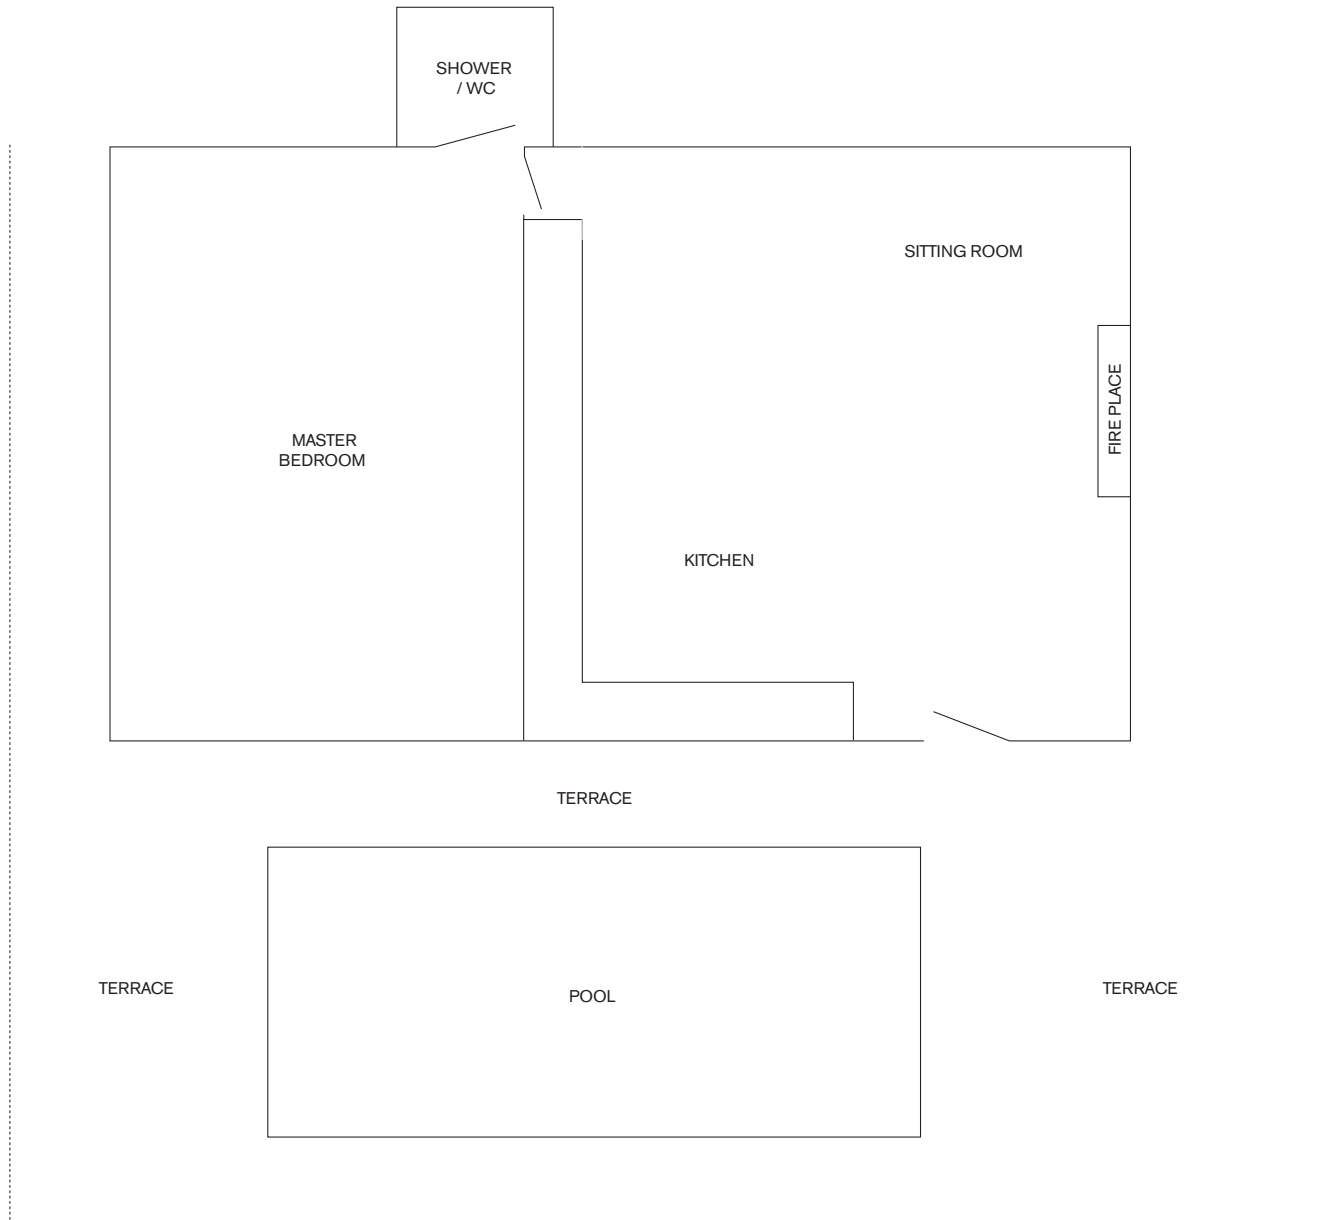 SHOWER
/ WC
SITTING ROOM
FIRE PLACE
MASTER
BEDROOM
KITCHEN
TERRACE
TERRACE
POOL
TERRACE